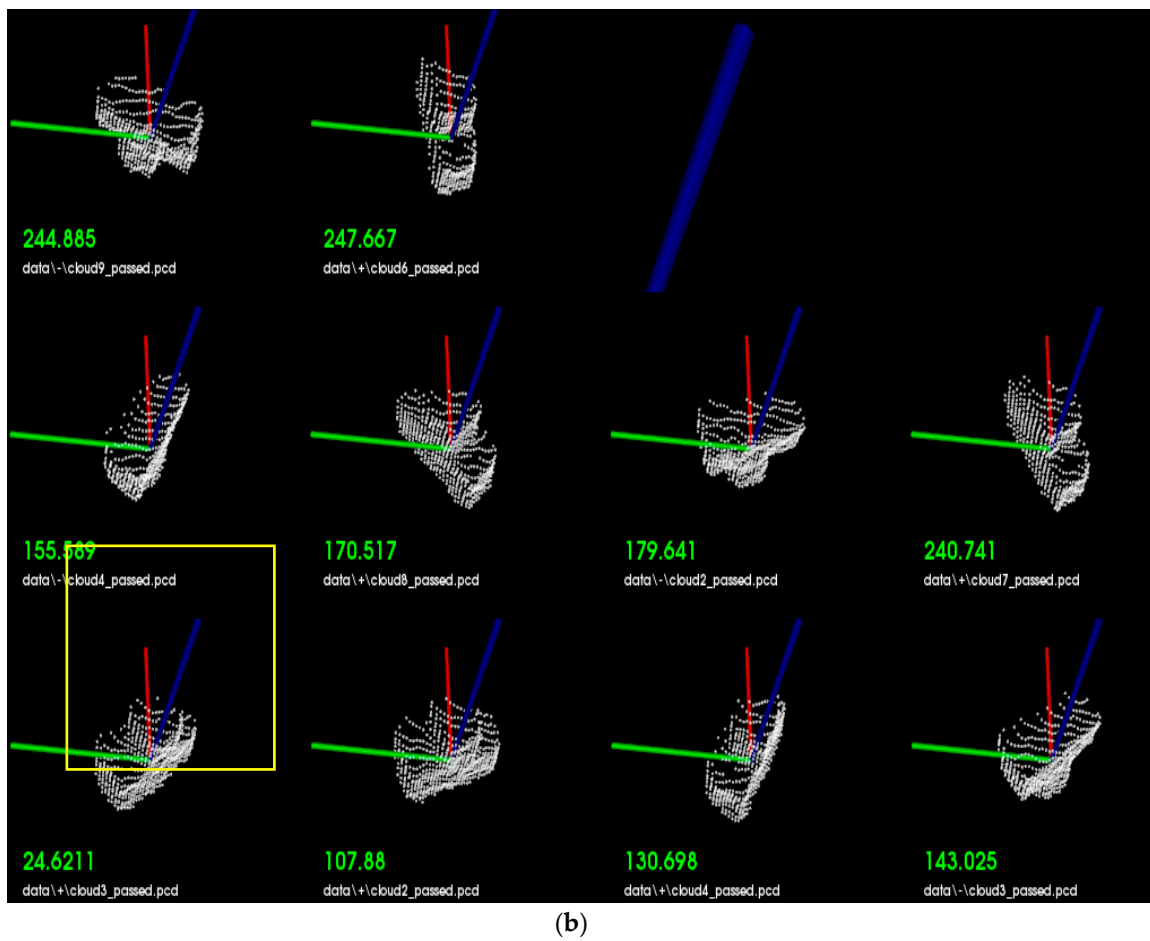 244.885
data\-\cloud9_passed.pcd
247.667
data\+\cloud6_passed.pcd
155.589
data\-\cloud4_passed.pcd
170.517
data\+\cloud8_passed.pcd
179.641
data\-\cloud2_passed.pcd
240.741
data\+\cloud7_passed.pcd
24.6211
data\+\cloud3_passed.pcd
107.88
data\+\cloud2_passed.pcd
130.698
data\+\cloud4_passed.pcd
143.025
data\-\cloud3_passed.pcd
(b)